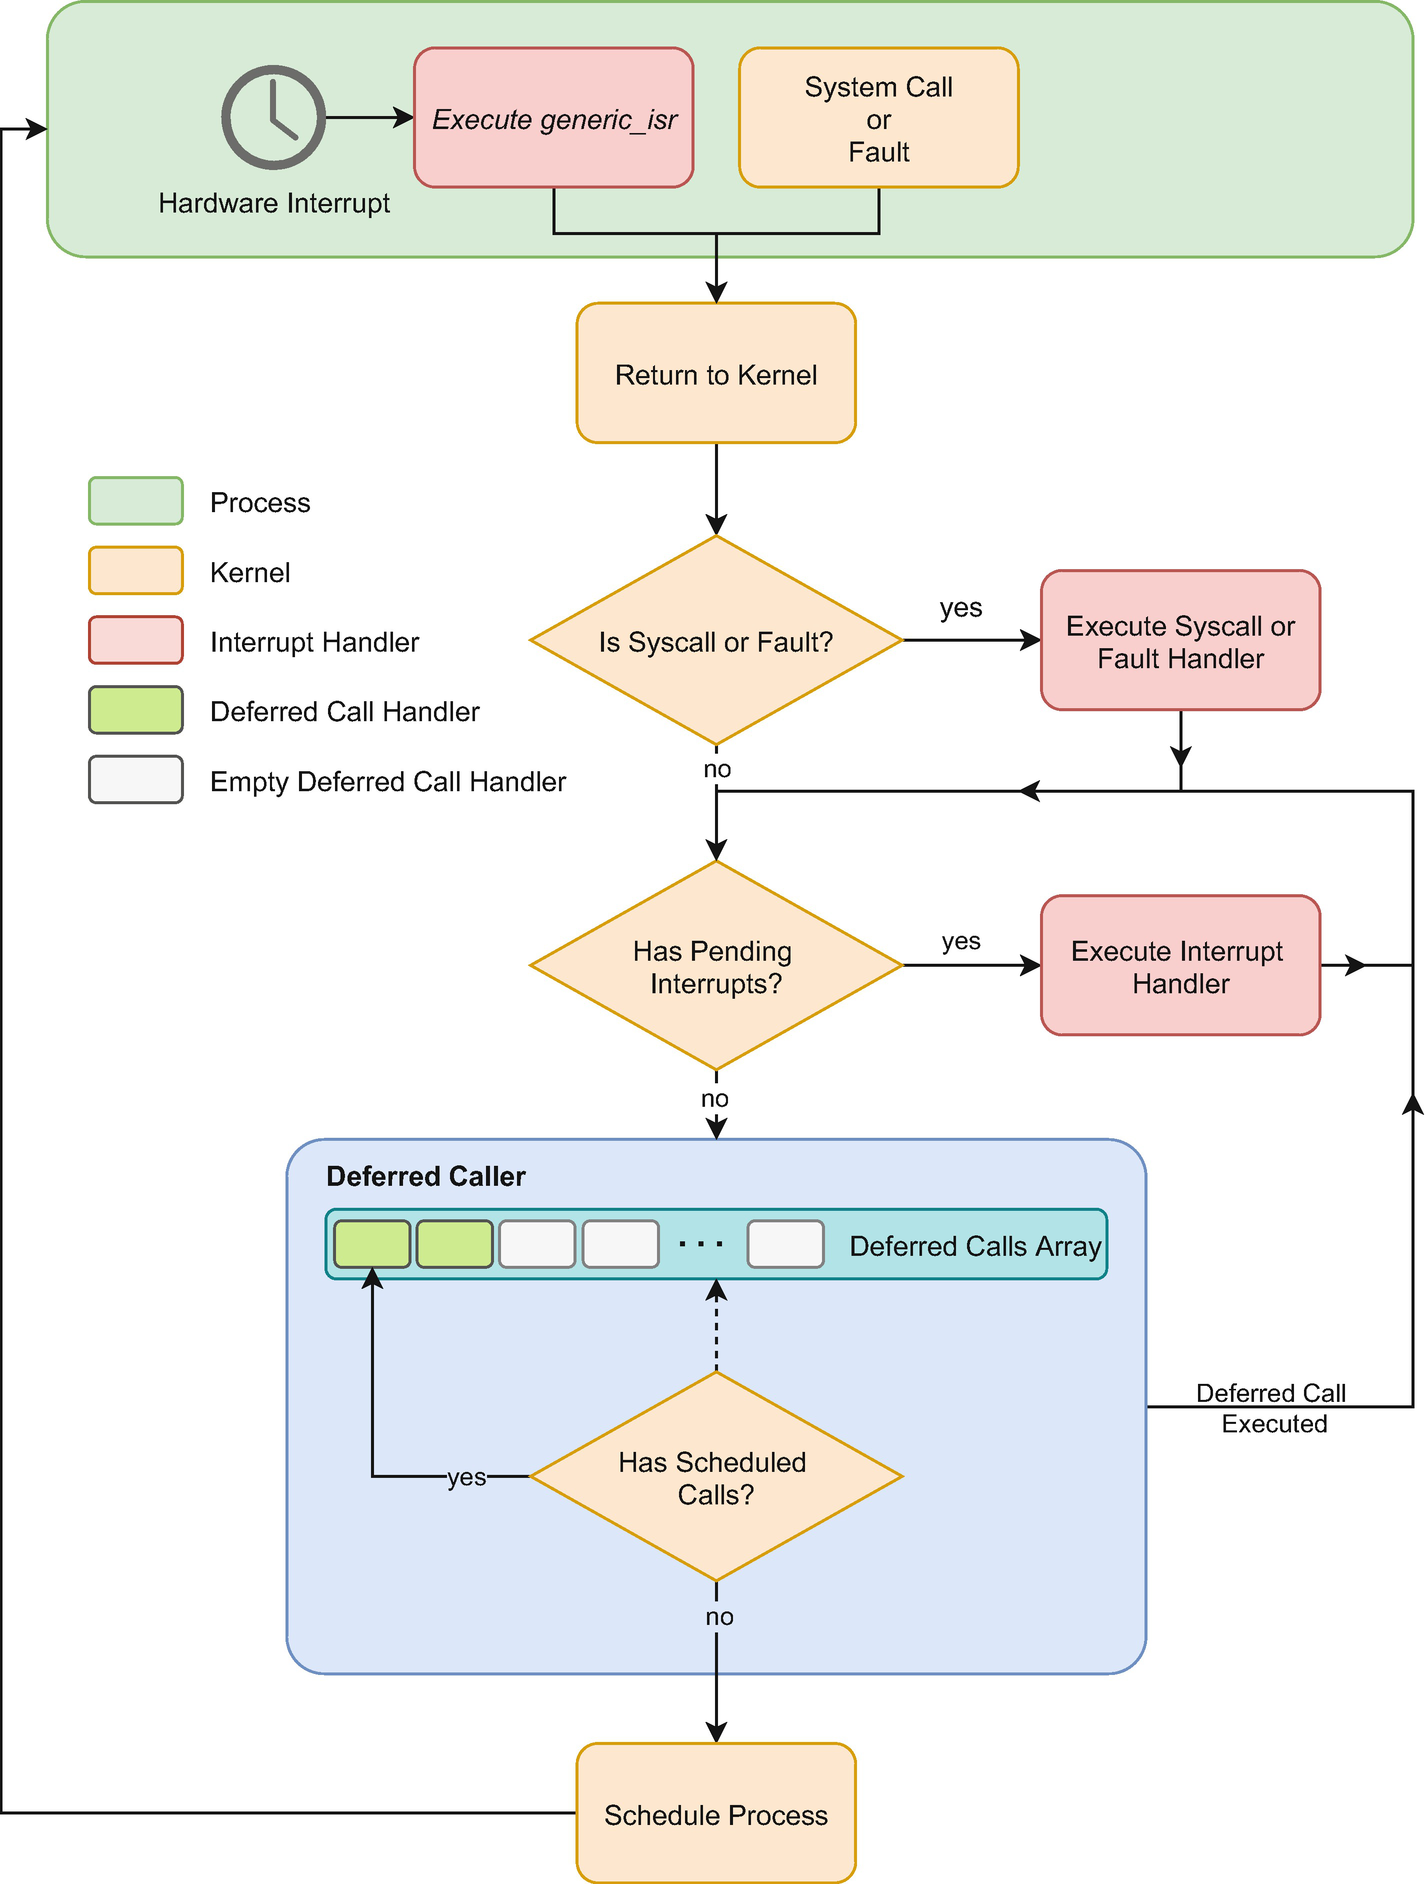 Hardware Interrupt
Execute generic_isr
System Call
or
Fault
Return to Kernel
Process
Kernel
Interrupt Handler
Deferred Call Handler
Empty Deferred Call Handler
Is Syscall or Fault?
yes
Execute Syscall or
Fault Handler
no
Has Pending
Interrupts?
yes
Execute Interrupt
Handler
no
Deferred Caller
. . .
Deferred Calls Array
Deferred Call
Executed
Has Scheduled
Calls?
yes
no
Schedule Process